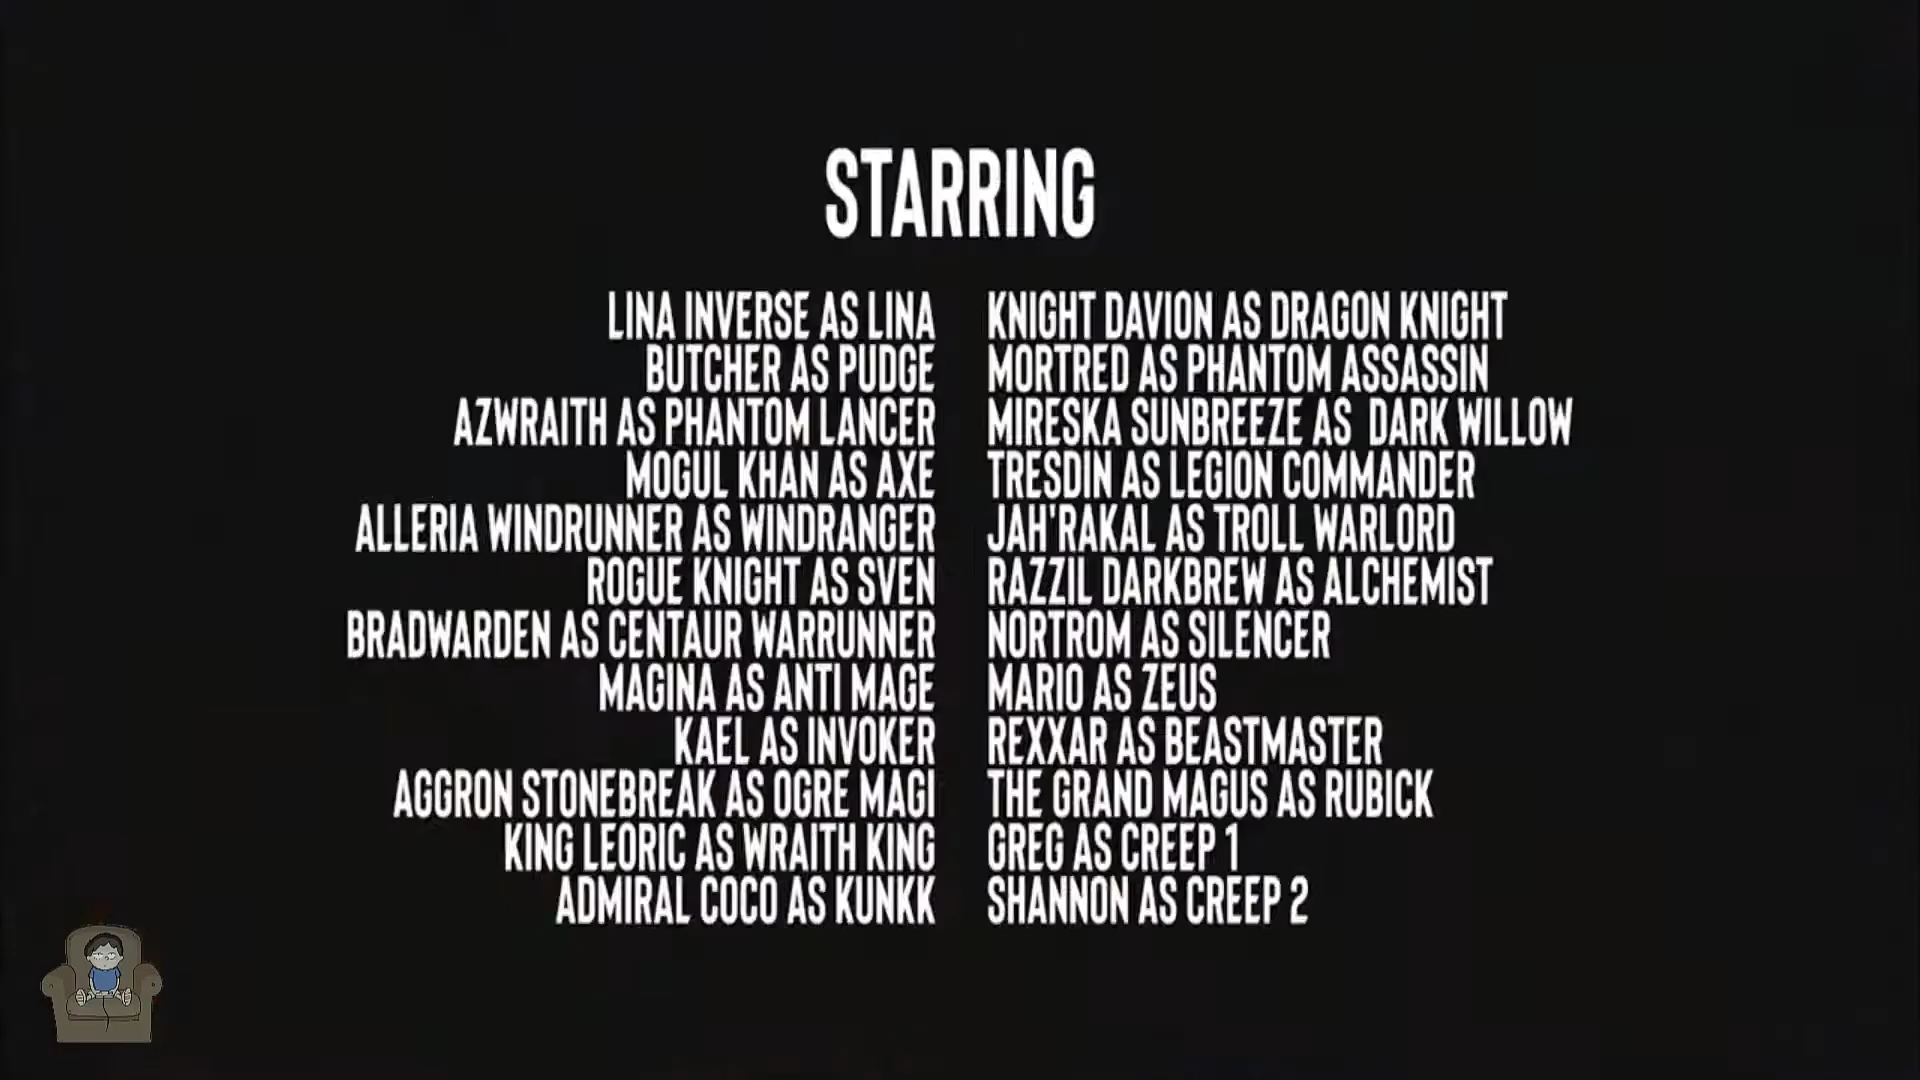 STARRING
LINA INVERSE AS LINA
BUTCHER AS PUDGE
AZWRAITH AS PHANTOM LANCER
MOGUL KHAN AS AXE
ALLERIA WINDRUNNER AS WINDRANGER
ROGUE KNIGHT AS SVEN
BRADWARDEN AS CENTAUR WARRUNNER
MAGINA AS ANTI MAGE
KAEL AS INVOKER
AGGRON STONEBREAK AS OGRE MAGI
KING LEORIC AS WRAITH KING
ADMIRAL COCO AS KUNKK
KNIGHT DAVION AS DRAGON KNIGHT
MORTRED AS PHANTOM ASSASSIN
MIRESKA SUNBREEZE AS DARK WILLOW
TRESDIN AS LEGION COMMANDER
JAH'RAKAL AS TROLL WARLORD
RAZZIL DARKBREW AS ALCHEMIST
NORTROM AS SILENCER
MARIO AS ZEUS
REXXAR AS BEASTMASTER
THE GRAND MAGUS AS RUBICK
GREG AS CREEP 1
SHANNON AS CREEP 2